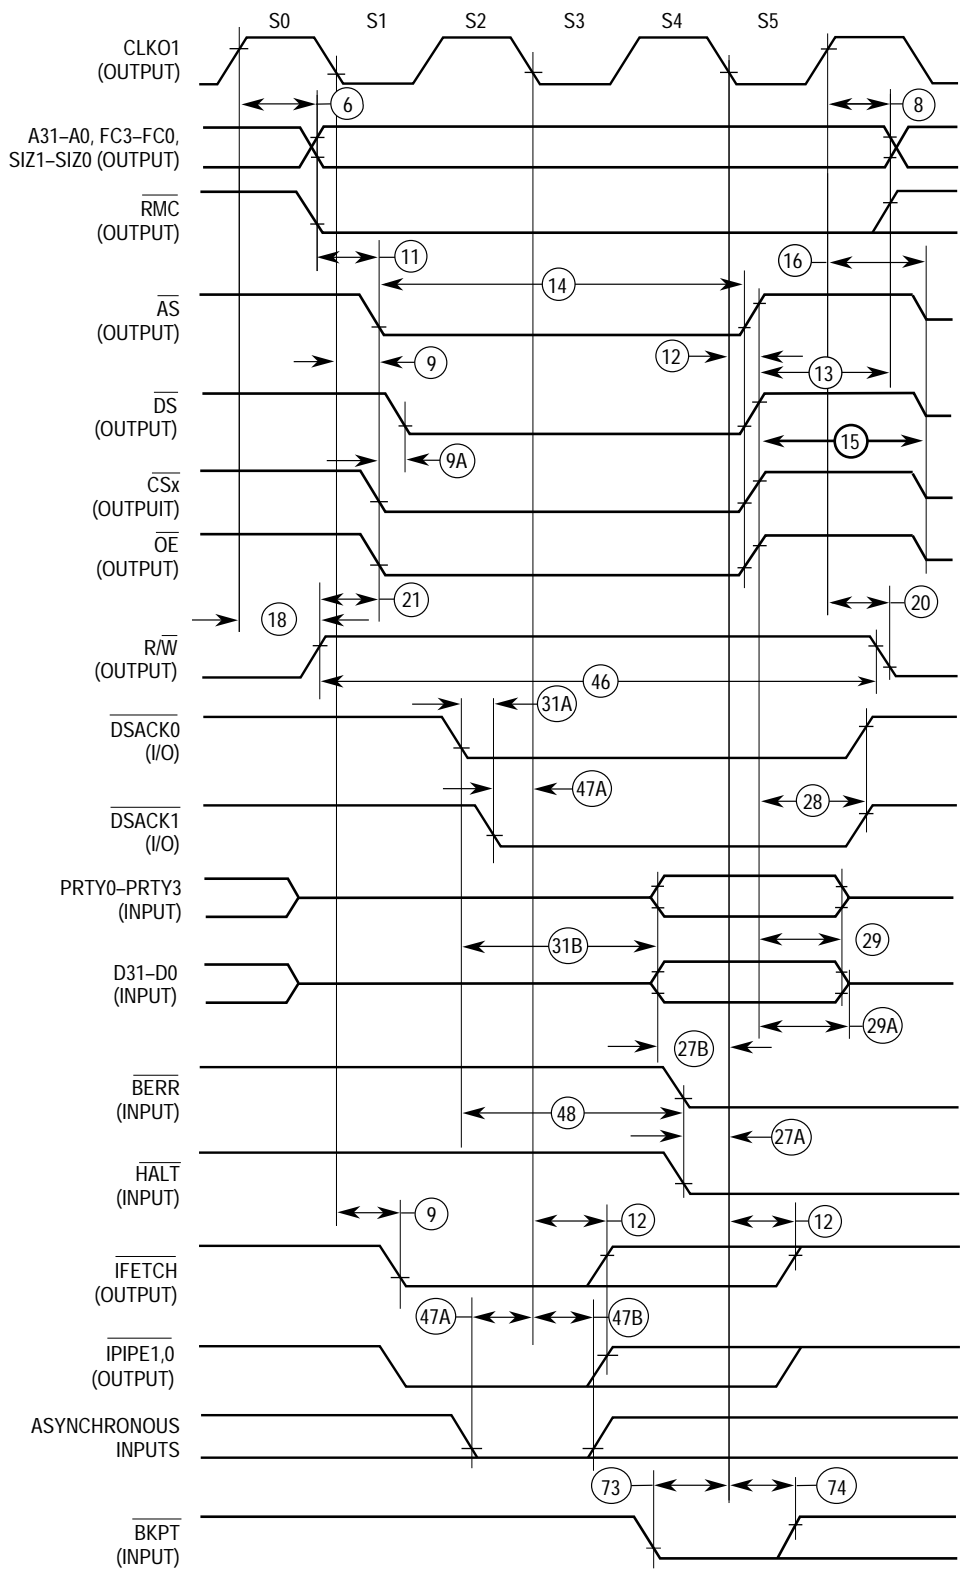 S0 S1 S2 S3 S4 S5
CLKO1
(OUTPUT)
6 8
A31–A0, FC3–FC0,
SIZ1–SIZ0 (OUTPUT)
RMC
(OUTPUT)
11 16
14
AS
(OUTPUT)
9 12 13
DS
(OUTPUT)
15
9A
CSx
(OUTPUIT)
OE
(OUTPUT)
21 20
18
R/W
(OUTPUT)
46
31A
DSACK0
(I/O)
47A 28
DSACK1
(I/O)
PRTY0–PRTY3
(INPUT)
31B 29
D31–D0
(INPUT)
29A
27B
BERR
(INPUT)
48
27A
HALT
(INPUT)
9 12 12
IFETCH
(OUTPUT)
47A 47B
IPIPE1,0
(OUTPUT)
ASYNCHRONOUS
INPUTS
73 74
BKPT
(INPUT)